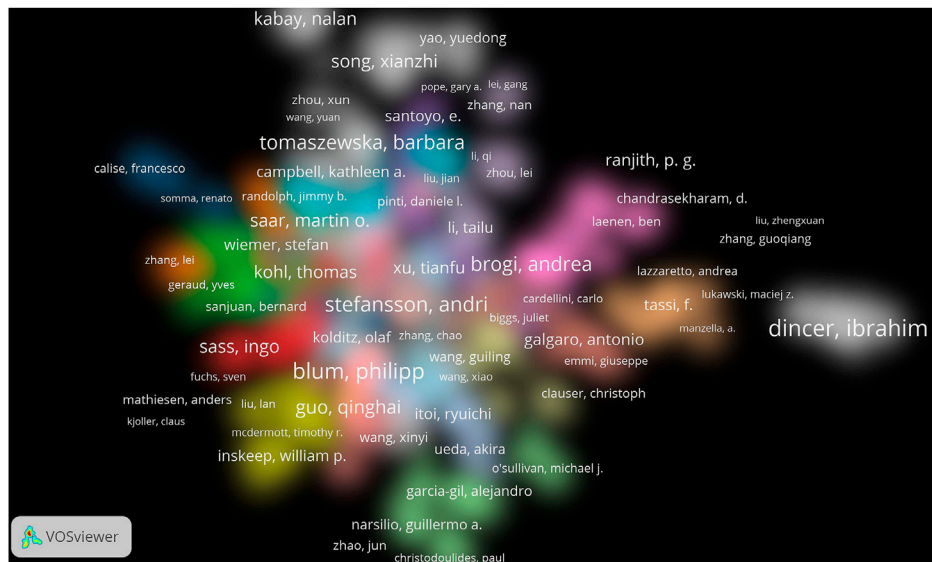 kabay, nalan
yao, yuedong
song, xianzhi
pope, gary a.
lei, gang
zhou, xun
zhang, nan
wang, yuan
santoyo, e.
tomaszewska, barbara
li, qi
ranjith, p. g.
calise, francesco
campbell, kathleen a.
liu, jian
zhou, lei
somma, renato
randolph, jimmy b.
pinti, daniele l.
chandrasekharam, d.
saar, martin o.
li, tailu
laenen, ben
liu, zhengxuan
wiemer, stefan
zhang, guoqiang
zhang, lei
kohl, thomas
xu, tianfu
brogi, andrea
lazzaretto, andrea
geraud, yves
sanjuan, bernard
stefansson, andri
cardellini, carlo
tassi, f.
lukawski, maciej z.
biggs, juliet
dincer, ibrahim
sass, ingo
kolditz, olaf
zhang, chao
galgaro, antonio
manzella, a.
wang, guiling
emmi, giuseppe
fuchs, sven
blum, philipp
wang, xiao
clauser, christoph
mathiesen, anders
liu, lan
guo, qinghai
itoi, ryuichi
kjoller, claus
mcdermott, timothy r.
wang, xinyi
ueda, akira
inskeep, william p.
o'sullivan, michael j.
garcia-gil, alejandro
narsilio, guillermo a.
zhao, jun
christodoulides, paul
VOSviewer